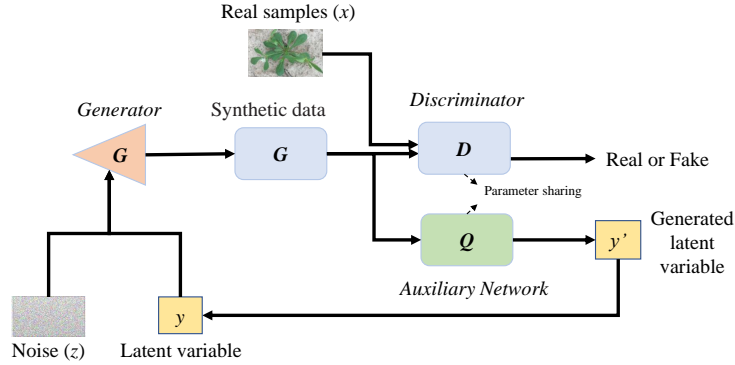 Real samples (x)
Generator
Synthetic data
Discriminator
G
G
D
Real or Fake
Parameter sharing
Q
y’
Generated
latent
variable
Auxiliary Network
y
Noise (z)
Latent variable